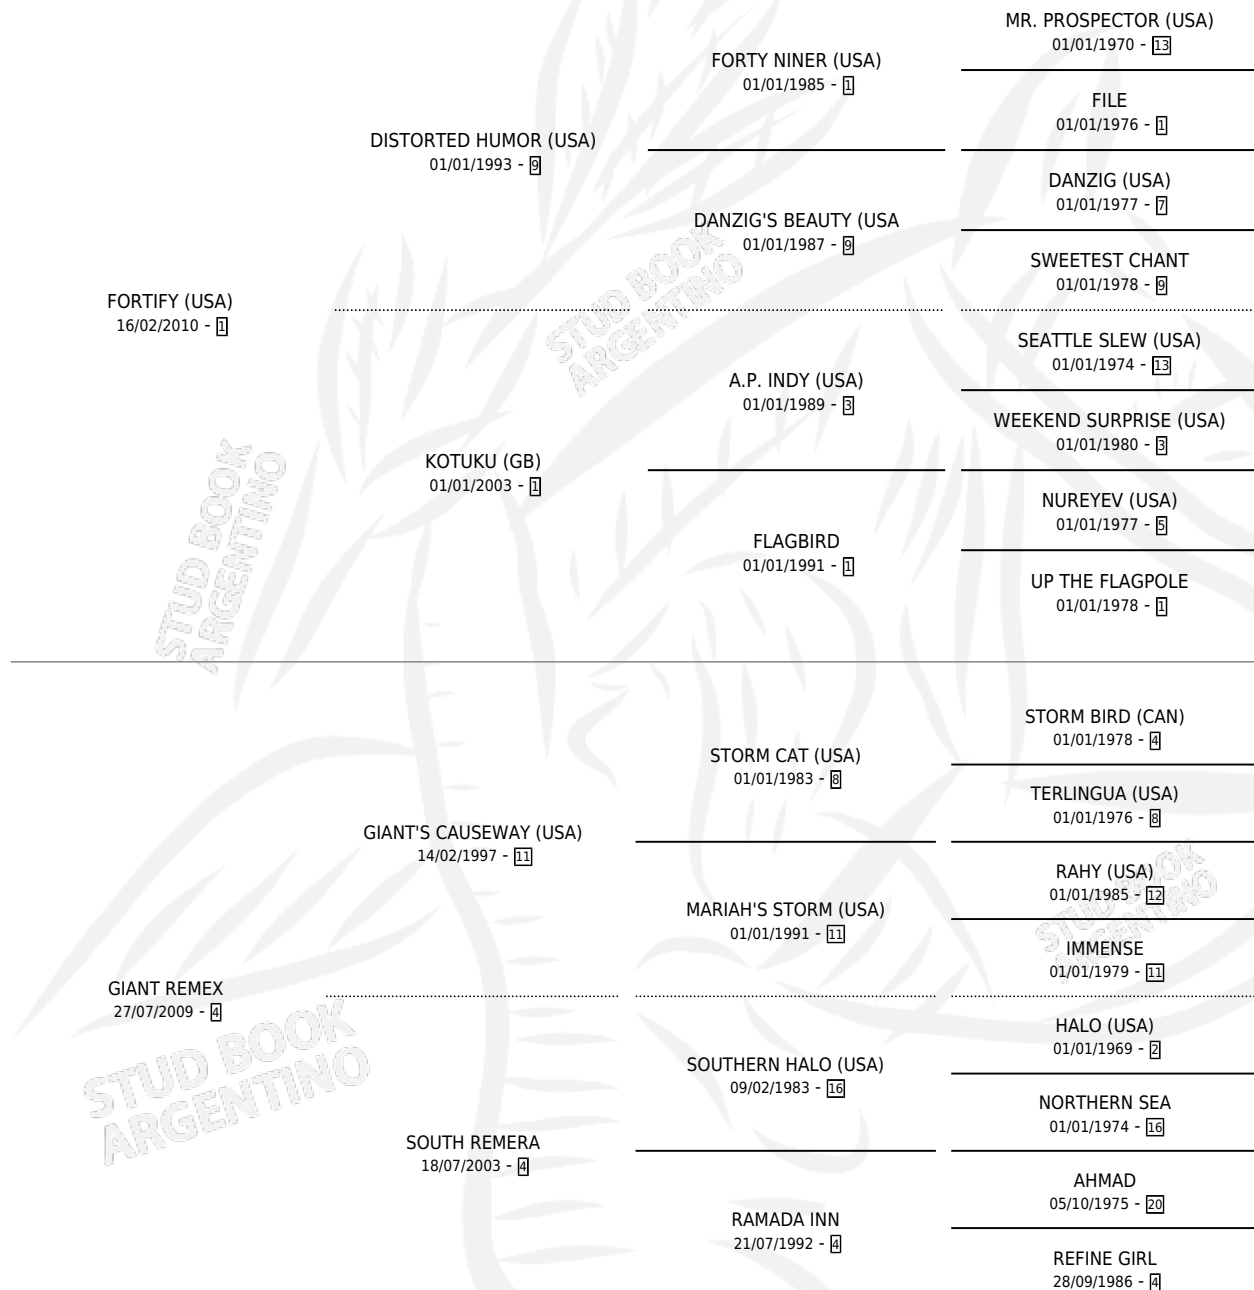 MR. PROSPECTOR (USA)
01/01/1970 - 13
FORTY NINER (USA)
01/01/1985 - 1
FILE
01/01/1976 - 1
DISTORTED HUMOR (USA)
01/01/1993 - 9
DANZIG (USA)
01/01/1977 - 7
DANZIG'S BEAUTY (USA
01/01/1987 - 9
SWEETEST CHANT
01/01/1978 - 9
FORTIFY (USA)
16/02/2010 - 1
SEATTLE SLEW (USA)
01/01/1974 - 13
A.P. INDY (USA)
01/01/1989 - 3
WEEKEND SURPRISE (USA)
01/01/1980 - 3
KOTUKU (GB)
01/01/2003 - 1
NUREYEV (USA)
01/01/1977 - 5
FLAGBIRD
01/01/1991 - 1
UP THE FLAGPOLE
01/01/1978 - 1
STORM BIRD (CAN)
01/01/1978 - 4
STORM CAT (USA)
01/01/1983 - 8
TERLINGUA (USA)
01/01/1976 - 8
GIANT'S CAUSEWAY (USA)
14/02/1997 - 11
RAHY (USA)
01/01/1985 - 12
MARIAH'S STORM (USA)
01/01/1991 - 11
IMMENSE
01/01/1979 - 11
GIANT REMEX
27/07/2009 - 4
HALO (USA)
01/01/1969 - 2
SOUTHERN HALO (USA)
09/02/1983 - 16
NORTHERN SEA
01/01/1974 - 16
SOUTH REMERA
18/07/2003 - 4
AHMAD
05/10/1975 - 20
RAMADA INN
21/07/1992 - 4
REFINE GIRL
28/09/1986 - 4
STUD BOOK
ARGENTINO
STUD BOOK
ARGENTINO
STUD BOOK
ARGENTINO
STUD BOOK
ARGENTINO